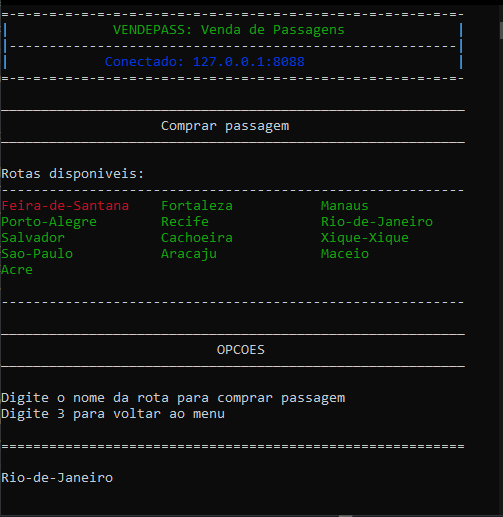 VENDEPASS: Venda de Passagens
Conectado: 127.0.0.1:8088
Comprar passagem
Rotas disponiveis:
Feira-de-Santana Fortaleza Manaus
Porto-Alegre Recife Rio-de-Janeiro
Salvador Cachoeira Xique-Xique
Sao-Paulo Aracaju Maceio
Acre
OPCOES
Digite o nome da rota para comprar passagem
Digite 3 para voltar ao menu
Rio-de-Janeiro